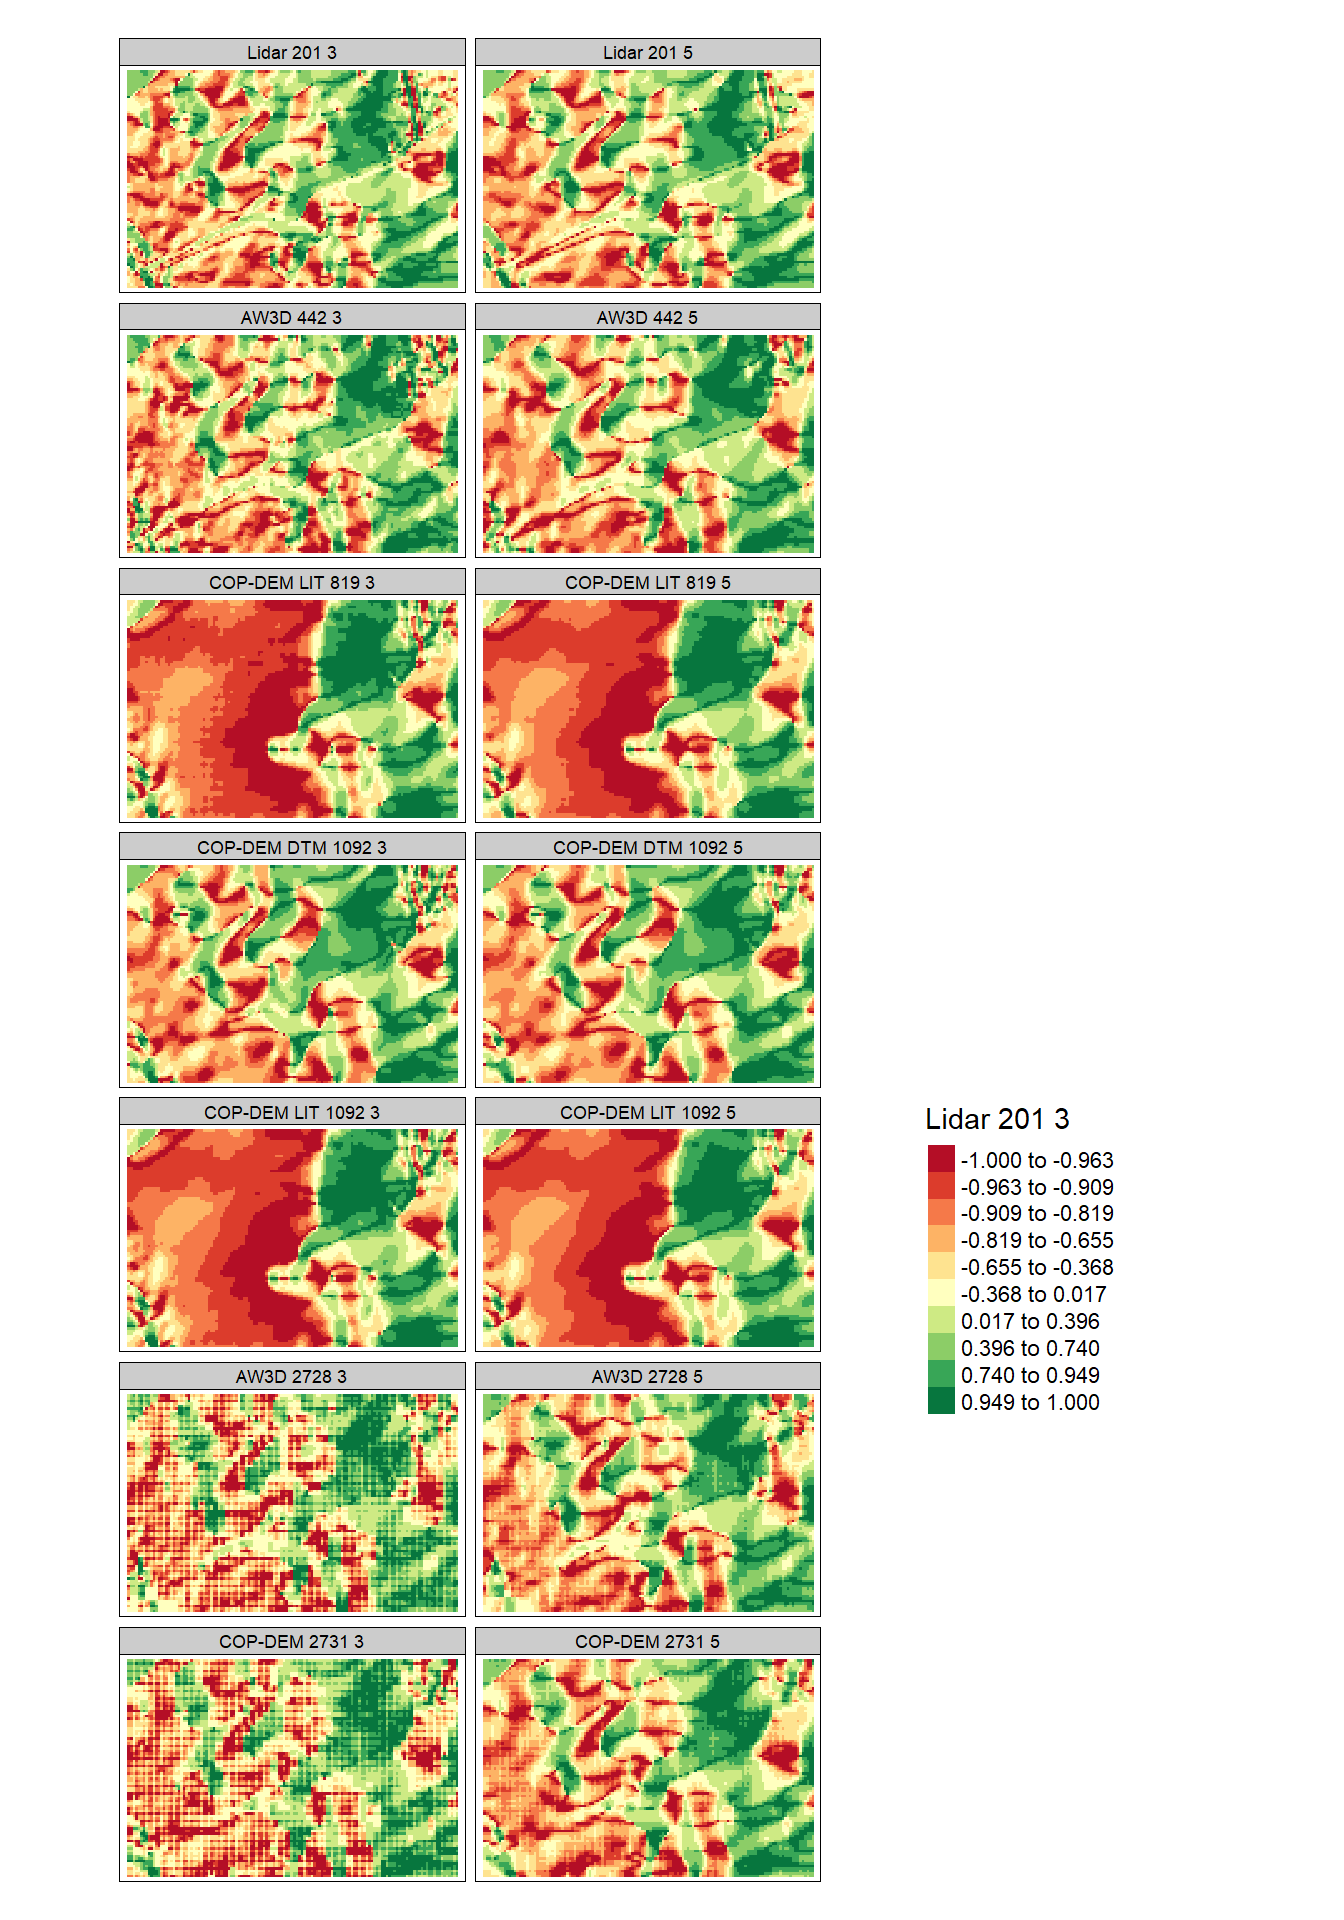 Lidar 201 3
Lidar 201 5
AW3D 442 3
AW3D 442 5
COP-DEM LIT 819 3
COP-DEM LIT 819 5
COP-DEM DTM 1092 3
COP-DEM DTM 1092 5
COP-DEM LIT 1092 3
COP-DEM LIT 1092 5
AW3D 2728 3
AW3D 2728 5
COP-DEM 2731 3
COP-DEM 2731 5
Lidar 201 3
-1.000 to -0.963
-0.963 to -0.909
-0.909 to -0.819
-0.819 to -0.655
-0.655 to -0.368
-0.368 to 0.017
0.017 to 0.396
0.396 to 0.740
0.740 to 0.949
0.949 to 1.000